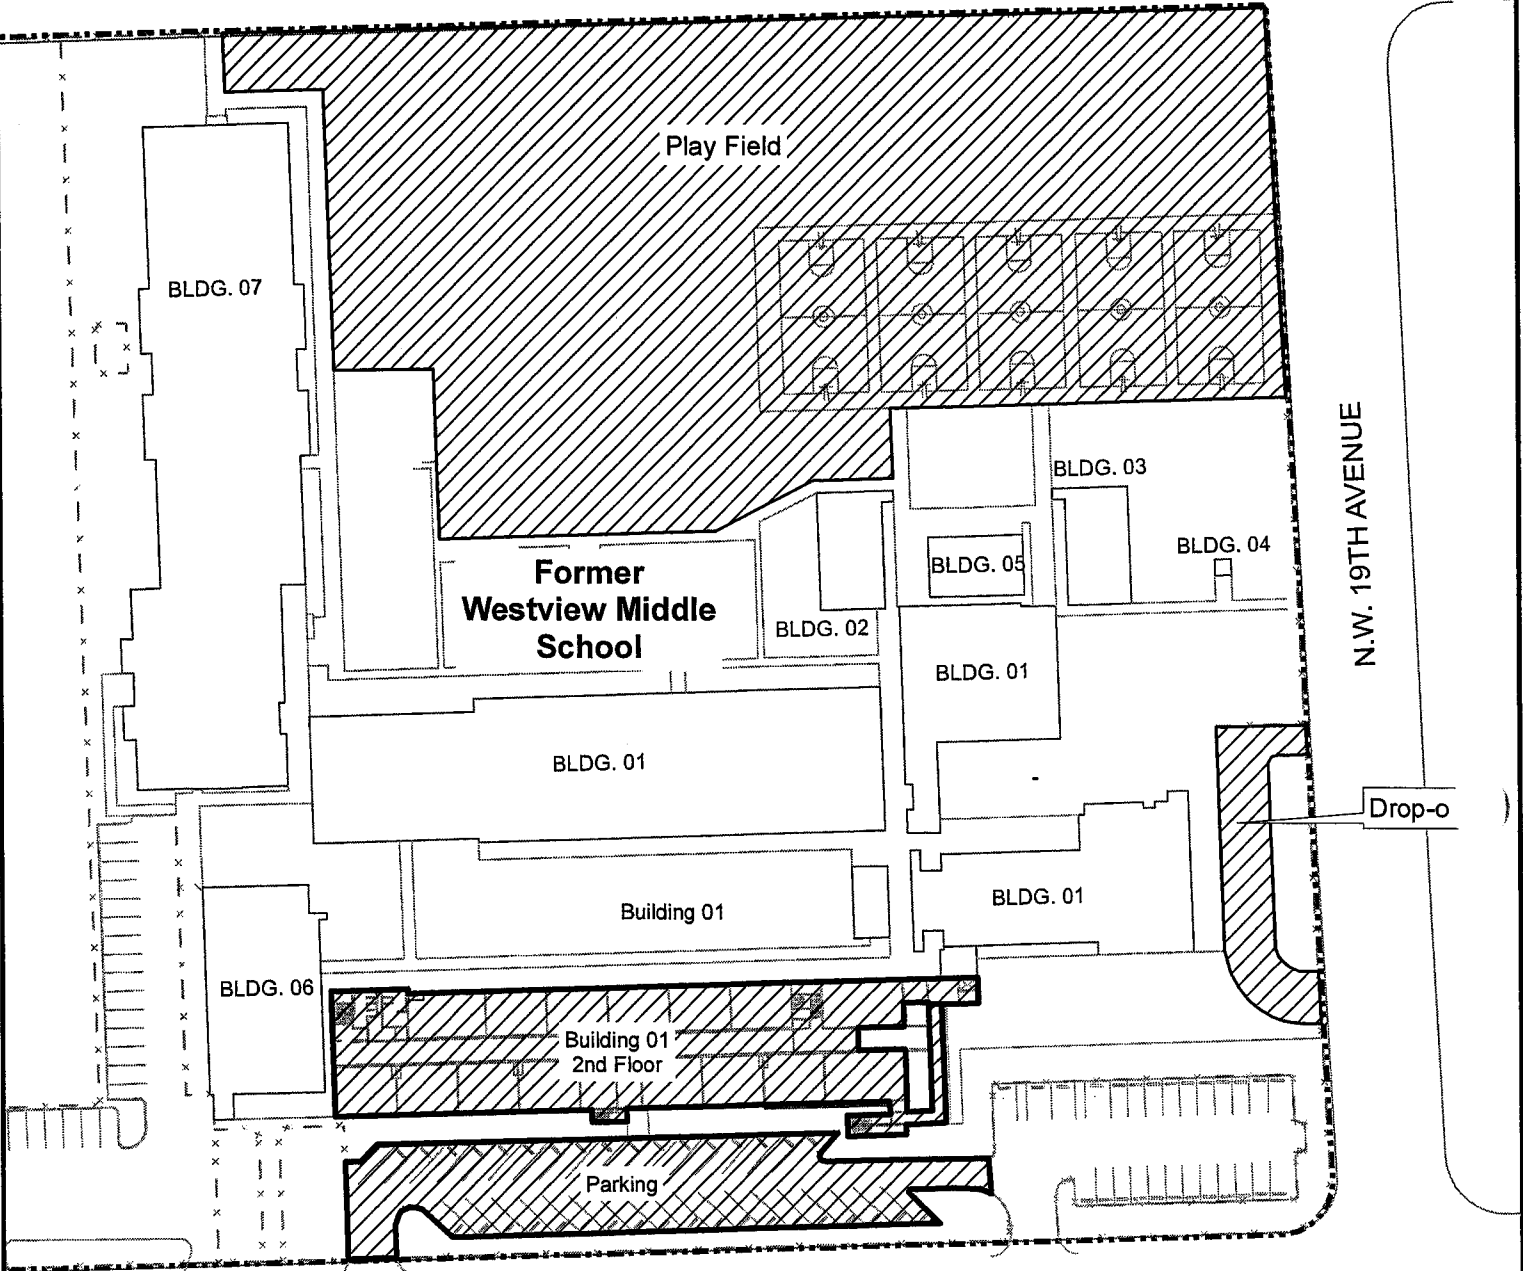 Play Field
BLDG. 07
BLDG. 03
BLDG. 04
BLDG. 05
Former
Westview Middle
School
BLDG. 02
BLDG. 01
BLDG. 01
N.W. 19TH AVENUE
Drop-o )
BLDG. 01
Building 01
BLDG. 06
Building 01
2nd Floor
Parking